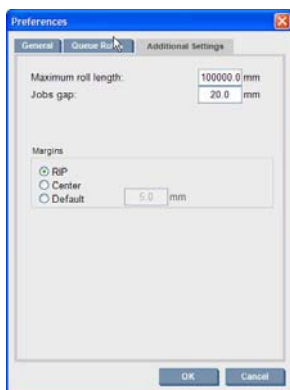 Preferences
General
Queue
Additional Settings
Maximum roll length: 100000.0 mm
Jobs gap: 20.0 mm
Margins
RIP
Center
Default 5.0 mm
OK Cancel